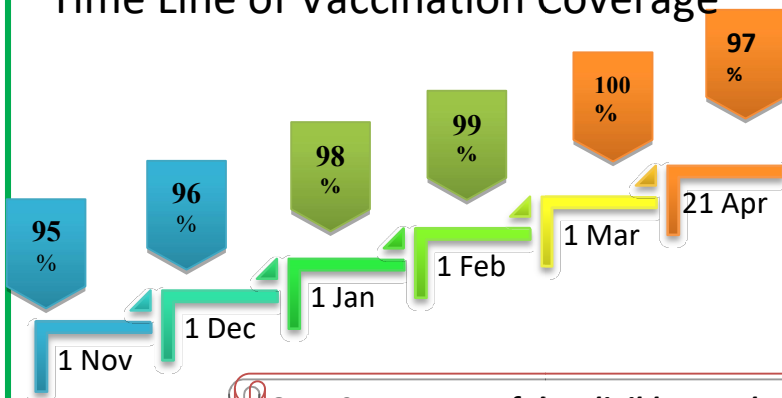 Time Line of Vaccination Coverage
97
%
100
%
99
%
98
%
96
%
95
%
21 Apr
1 Mar
1 Feb
1 Jan
1 Dec
1 Nov